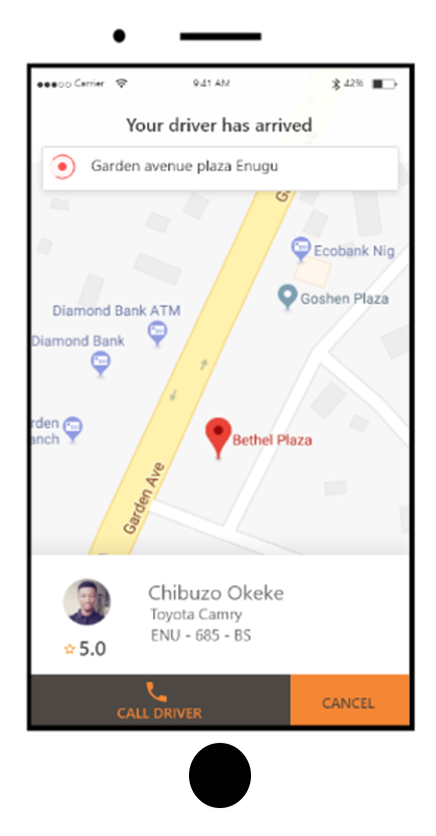 Carrier
9:41 AM
42%
Your driver has arrived
Garden avenue plaza Enugu
Ecobank Nig
Goshen Plaza
Diamond Bank ATM
Diamond Bank
rden
anch
Bethel Plaza
Garden Ave
Chibuzo Okeke
Toyota Camry
ENU - 685 - BS
5.0
CALL DRIVER
CANCEL